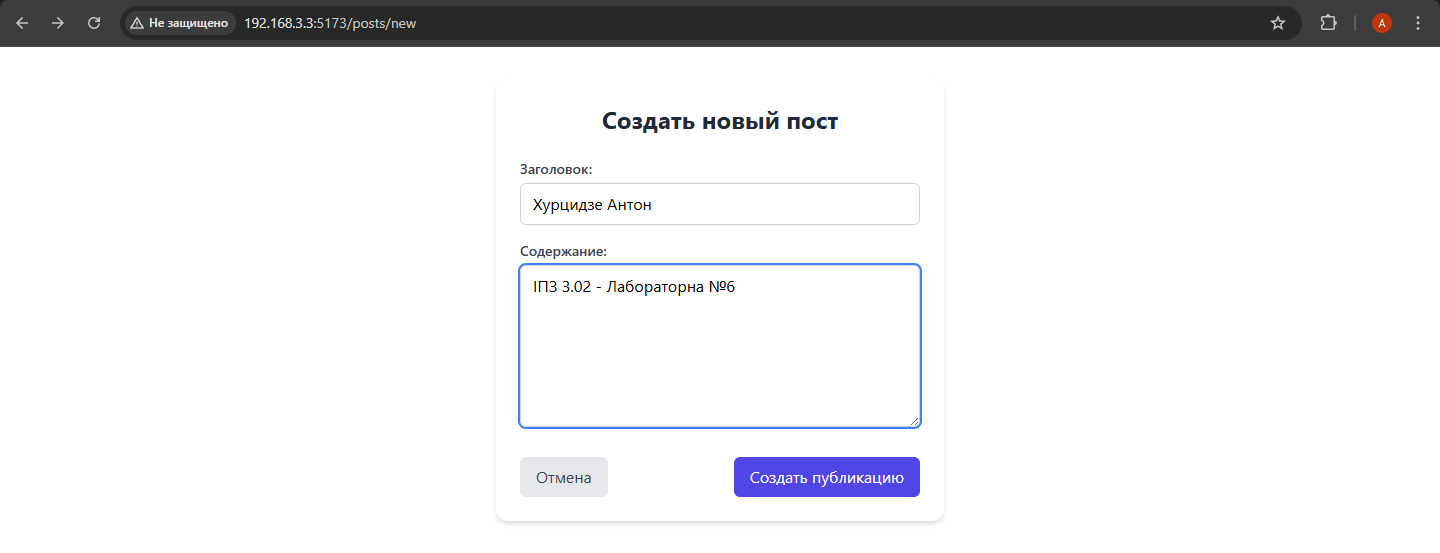 Не защищено 192.168.3.3:5173/posts/new A
Создать новый пост
Заголовок:
Хурцидзе Антон
Содержание:
ІПЗ 3.02 - Лабораторна №6
Отмена Создать публикацию